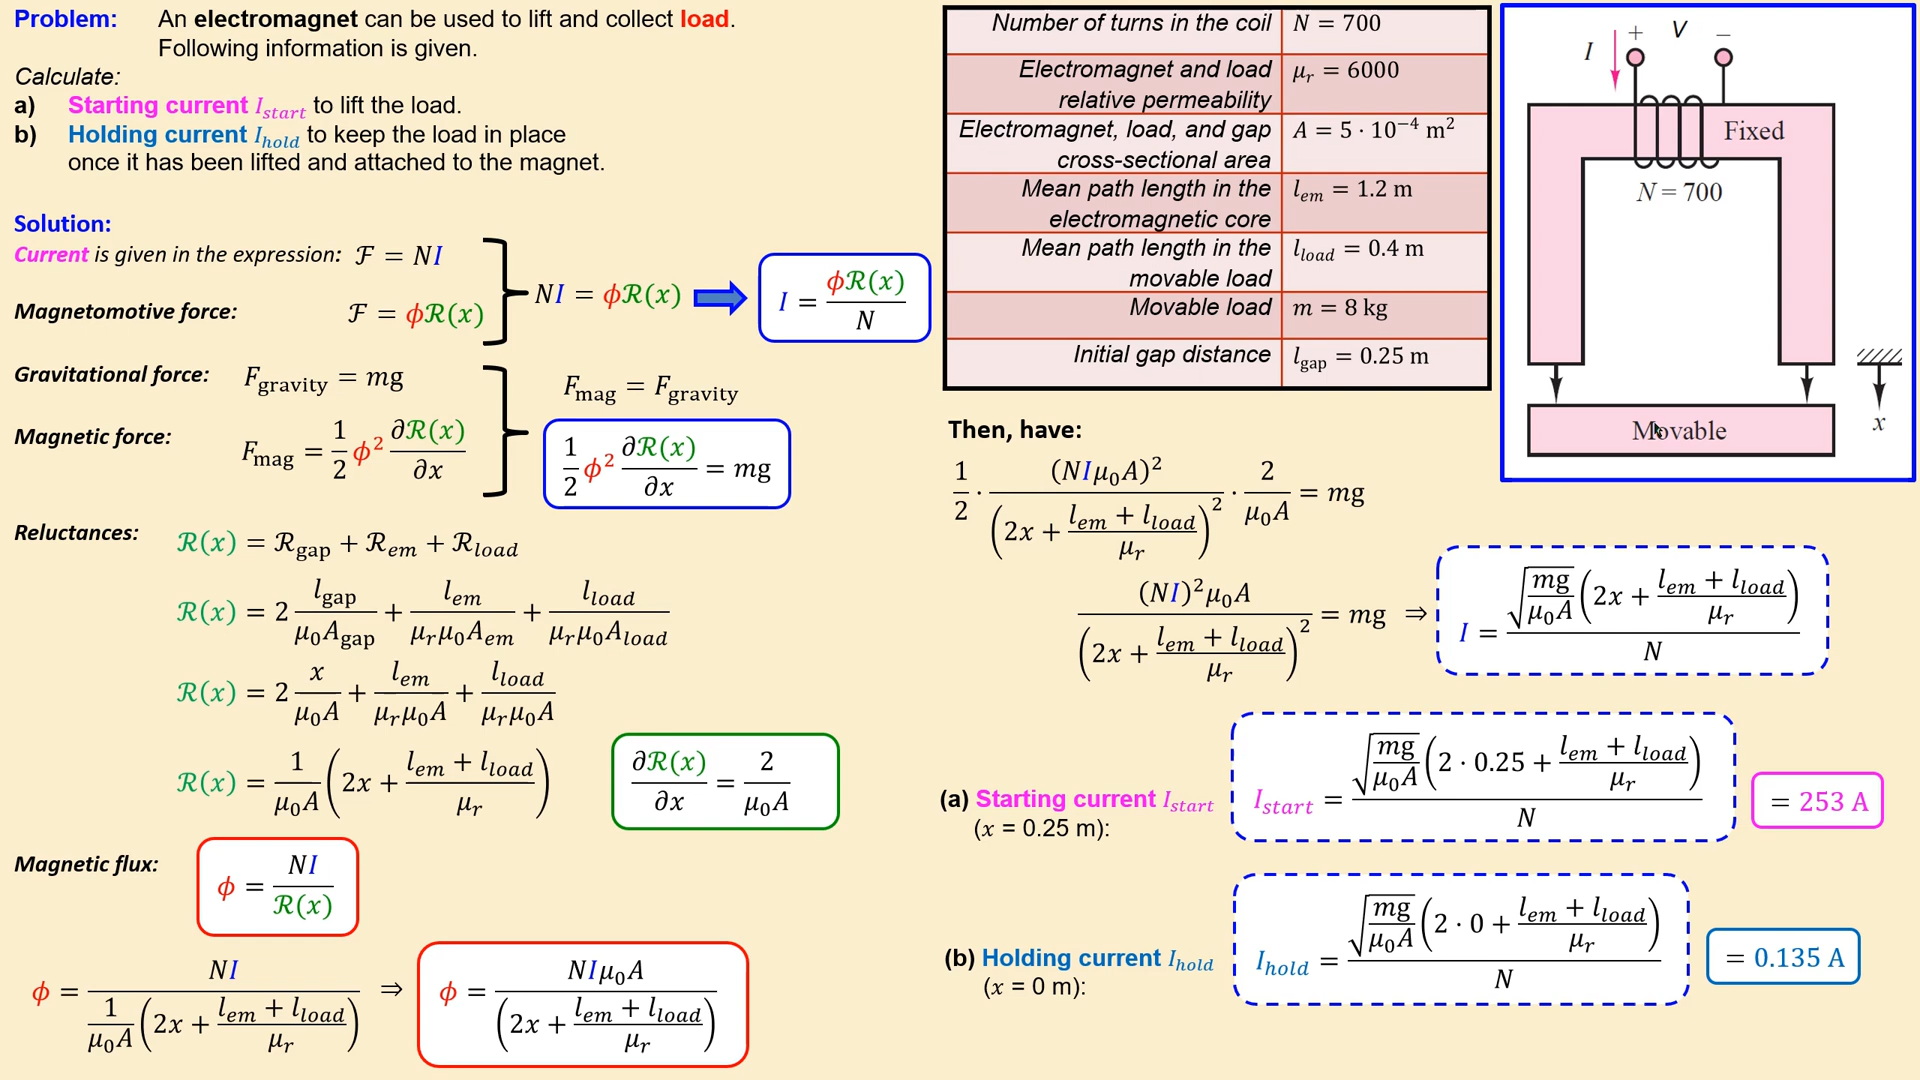 Problem: An electromagnet can be used to lift and collect load.
Following information is given.
Calculate:
a) Starting current I_start to lift the load.
b) Holding current I_hold to keep the load in place
once it has been lifted and attached to the magnet.
Solution:
Current is given in the expression: ℱ = NI
Magnetomotive force: ℱ = ϕℛ(x)
NI = ϕℛ(x)
I = ϕℛ(x) / N
Gravitational force: F_gravity = mg
Magnetic force: F_mag = 1/2 ϕ² ∂ℛ(x)/∂x
F_mag = F_gravity
1/2 ϕ² ∂ℛ(x)/∂x = mg
Reluctances: ℛ(x) = ℛ_gap + ℛ_em + ℛ_load
ℛ(x) = 2 l_gap/(μ₀A_gap) + l_em/(μ_rμ₀A_em) + l_load/(μ_rμ₀A_load)
ℛ(x) = 2 x/(μ₀A) + l_em/(μ_rμ₀A) + l_load/(μ_rμ₀A)
ℛ(x) = 1/(μ₀A) (2x + (l_em + l_load)/μ_r)
∂ℛ(x)/∂x = 2/(μ₀A)
Magnetic flux: ϕ = NI/ℛ(x)
ϕ = NI / (1/(μ₀A) (2x + (l_em + l_load)/μ_r)) ⇒ ϕ = NIμ₀A / (2x + (l_em + l_load)/μ_r)
Number of turns in the coil N = 700
Electromagnet and load
relative permeability μ_r = 6000
Electromagnet, load, and gap
cross-sectional area A = 5 · 10⁻⁴ m²
Mean path length in the
electromagnetic core l_em = 1.2 m
Mean path length in the
movable load l_load = 0.4 m
Movable load m = 8 kg
Initial gap distance l_gap = 0.25 m
I + V −
Fixed
N = 700
Movable
x
Then, have:
1/2 · (NIμ₀A)² / (2x + (l_em + l_load)/μ_r)² · 2/(μ₀A) = mg
(NI)²μ₀A / (2x + (l_em + l_load)/μ_r)² = mg ⇒ I = √(mg/(μ₀A)) (2x + (l_em + l_load)/μ_r) / N
(a) Starting current I_start
(x = 0.25 m):
I_start = √(mg/(μ₀A)) (2 · 0.25 + (l_em + l_load)/μ_r) / N = 253 A
(b) Holding current I_hold
(x = 0 m):
I_hold = √(mg/(μ₀A)) (2 · 0 + (l_em + l_load)/μ_r) / N = 0.135 A